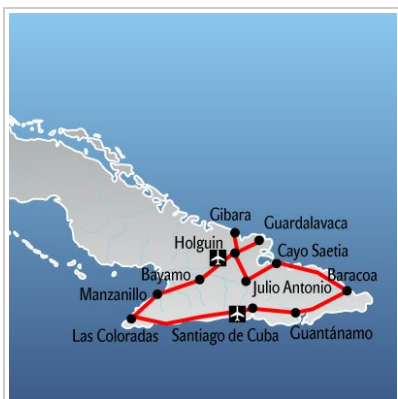 Gibara
Guardalavaca
Holguin
Cayo Saetia
Bayamo
Baracoa
Manzanillo
Julio Antonio
Las Coloradas
Santiago de Cuba
Guantánamo